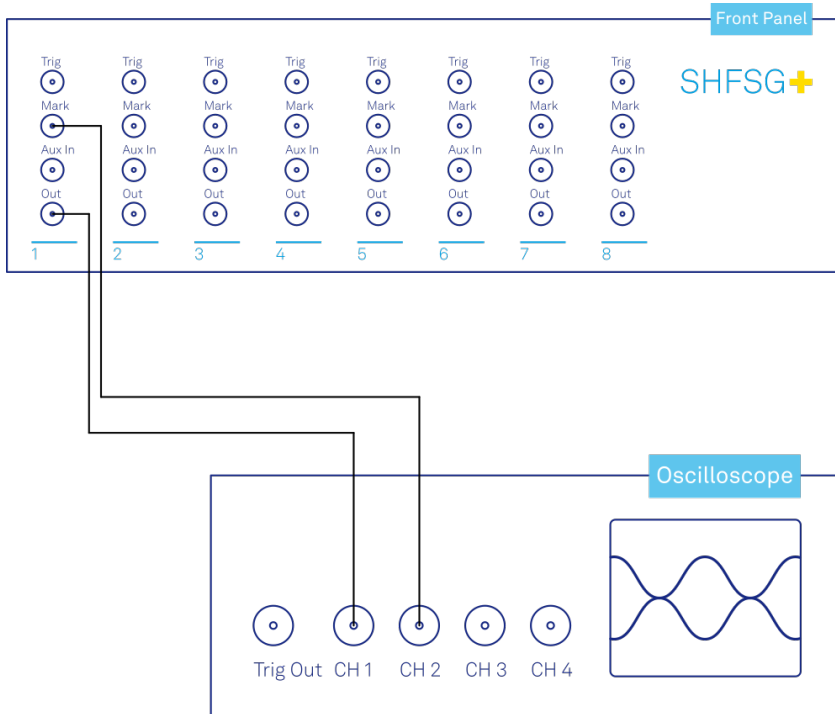 Front Panel
SHFSG+
Trig Trig Trig Trig Trig Trig Trig Trig
Mark Mark Mark Mark Mark Mark Mark Mark
Aux In Aux In Aux In Aux In Aux In Aux In Aux In Aux In
Out Out Out Out Out Out Out Out
1 2 3 4 5 6 7 8
Oscilloscope
Trig Out CH 1 CH 2 CH 3 CH 4